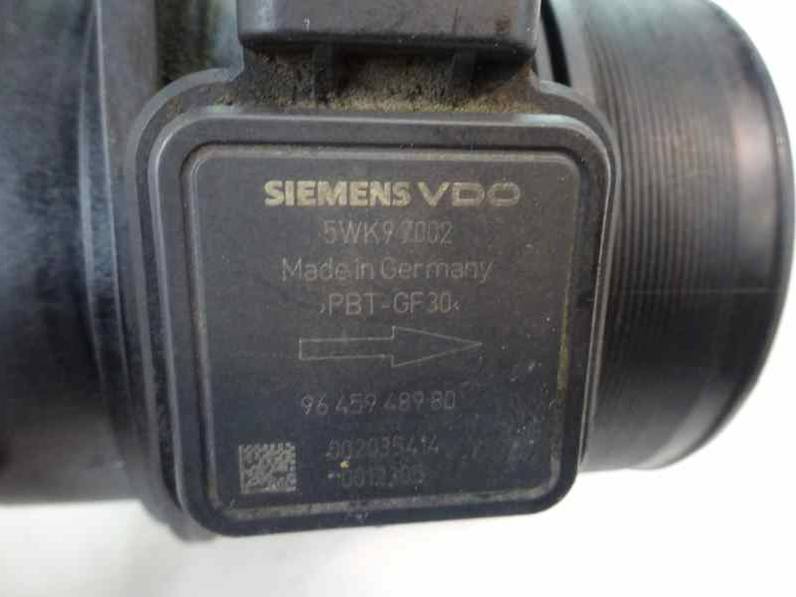 SIEMENS VDO
5WK9 7002
Made in Germany
›PBT-GF30‹
96 459 489 80
002035414